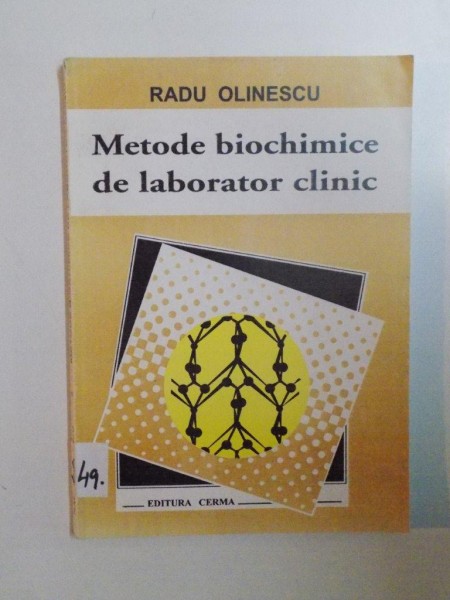 RADU OLINESCU
Metode biochimice
de laborator clinic
49.
EDITURA CERMA